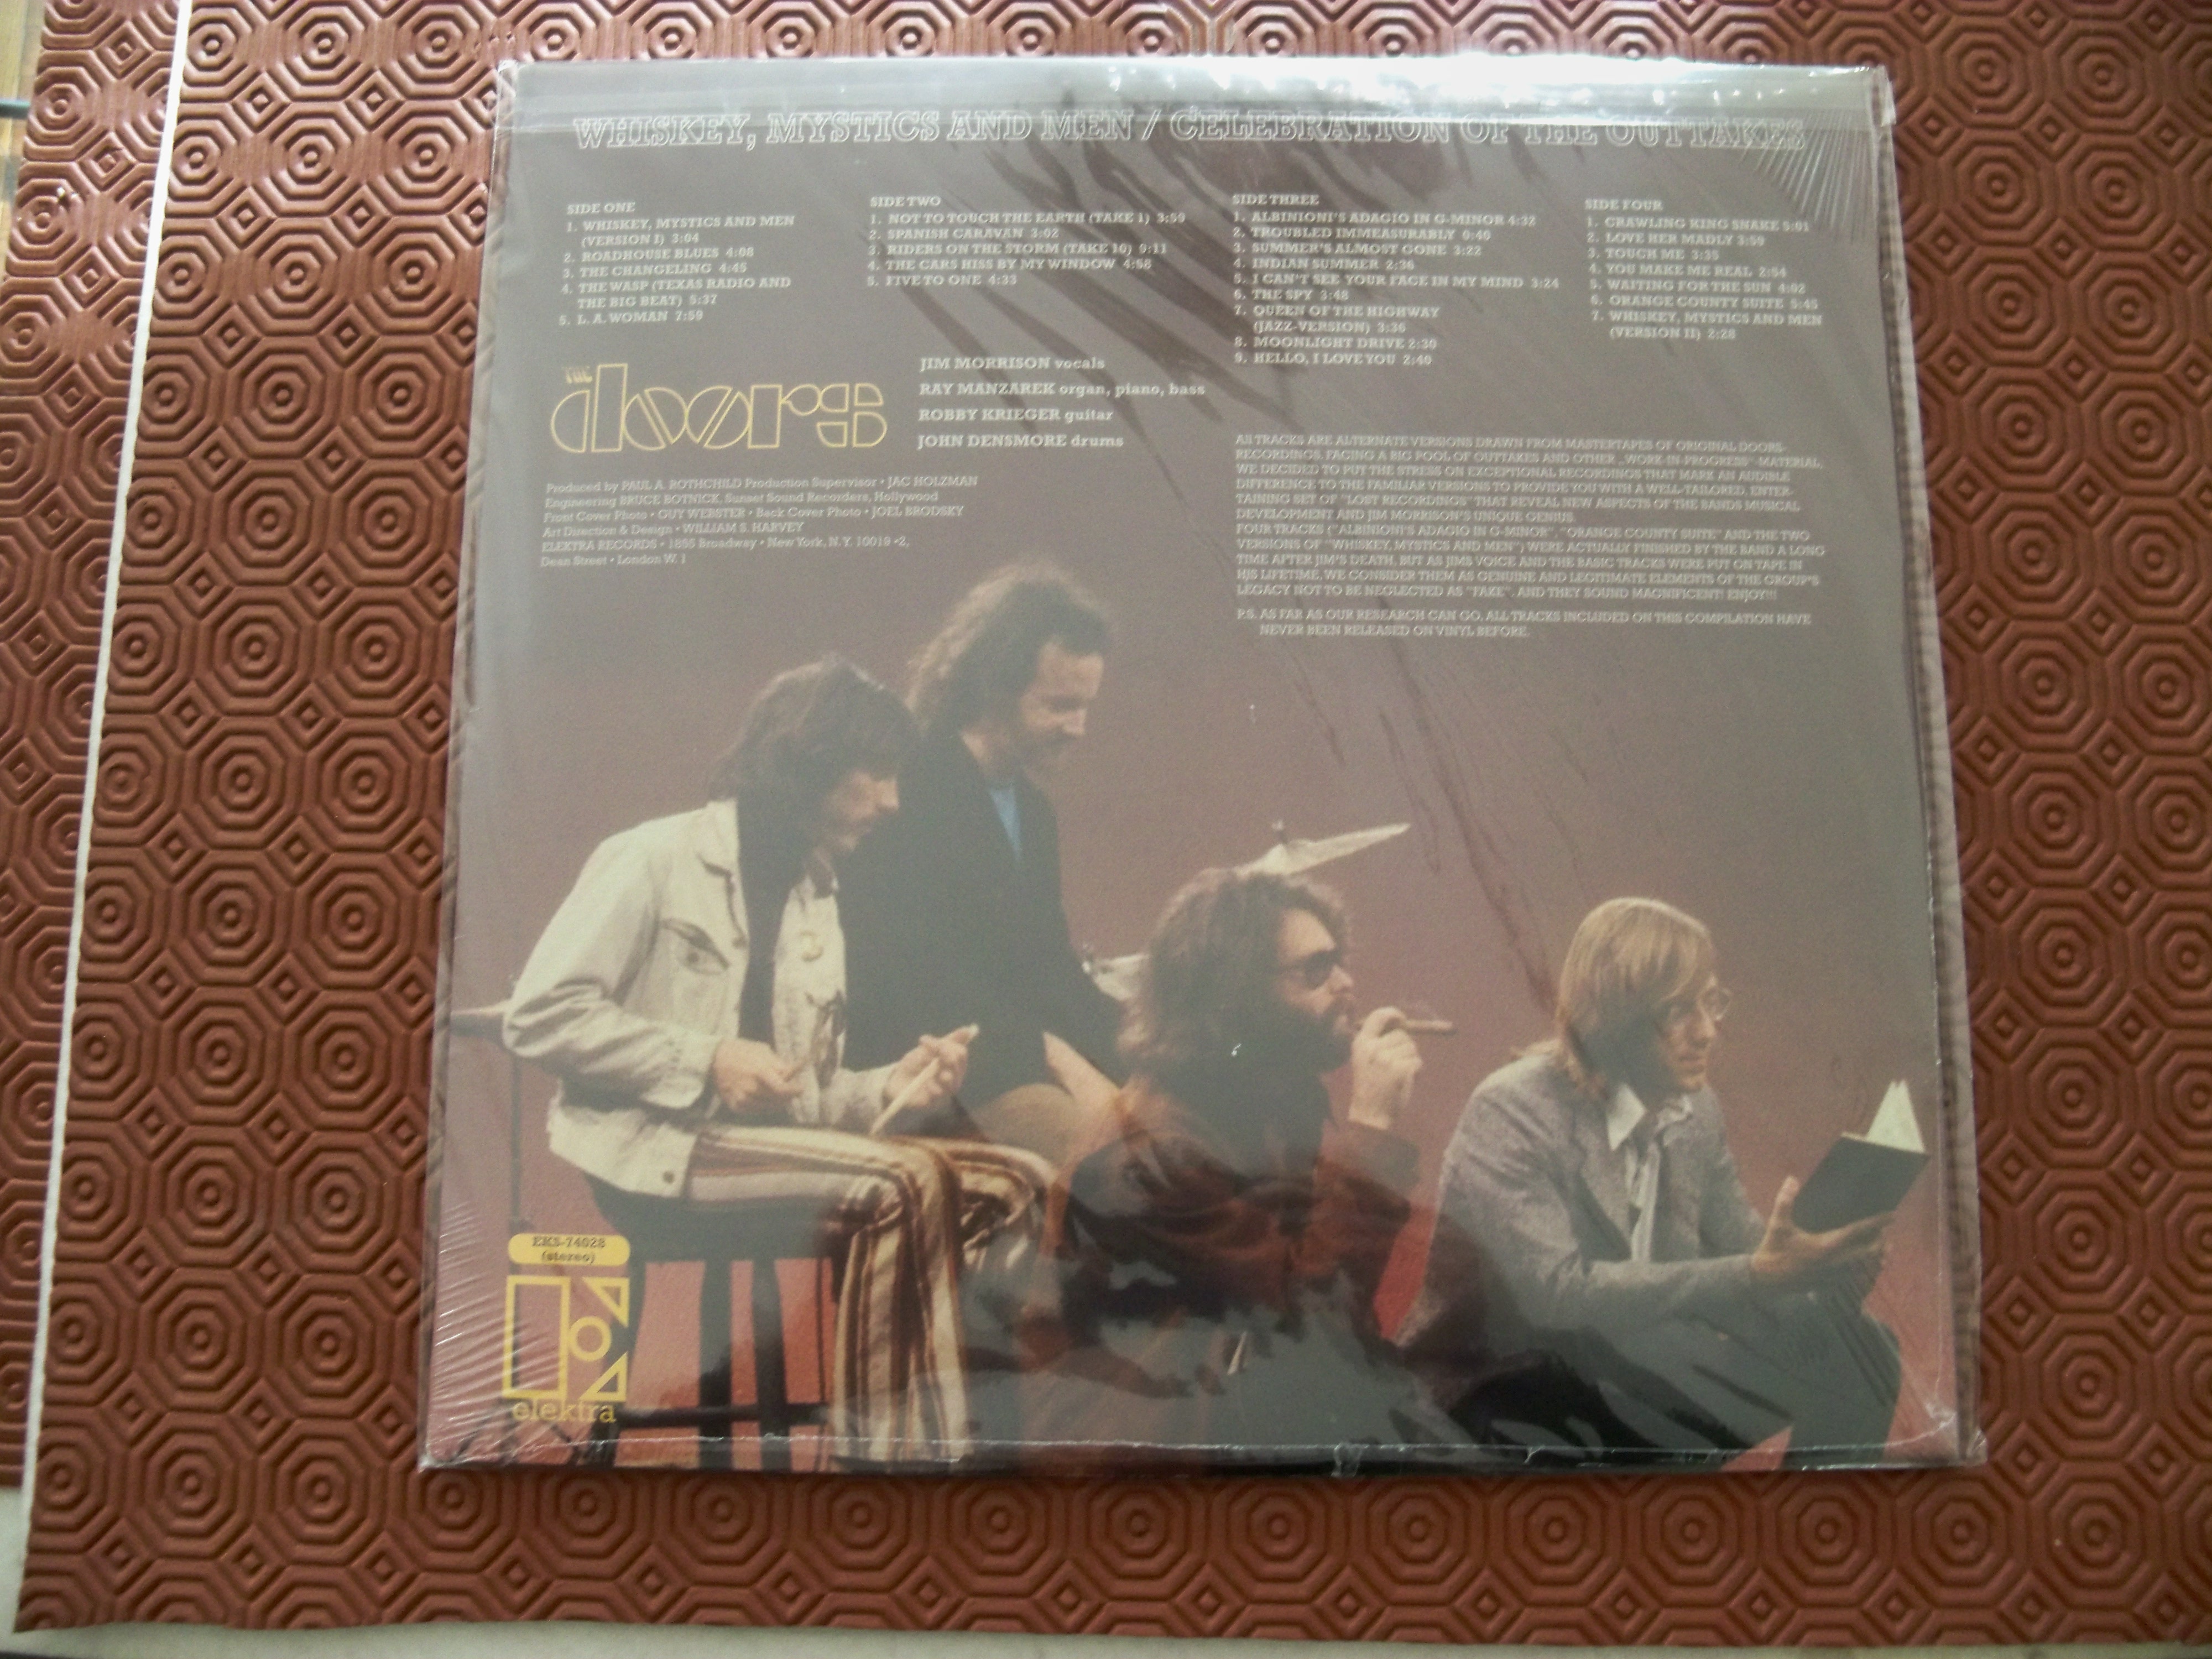 WHISKEY, MYSTICS AND MEN / CELEBRATION OF THE OUTTAKES
SIDE ONE
1. WHISKEY, MYSTICS AND MEN
(VERSION I) 3:04
2. ROADHOUSE BLUES 4:08
3. THE CHANGELING 4:45
4. THE WASP (TEXAS RADIO AND
THE BIG BEAT) 5:37
5. L. A. WOMAN 7:59
SIDE TWO
1. NOT TO TOUCH THE EARTH (TAKE 1) 3:59
2. SPANISH CARAVAN 3:02
3. RIDERS ON THE STORM (TAKE 10) 9:11
4. THE CARS HISS BY MY WINDOW 4:58
5. FIVE TO ONE 4:33
SIDE THREE
1. ALBINIONI'S ADAGIO IN G-MINOR 4:32
2. TROUBLED IMMEASURABLY 0:40
3. SUMMER'S ALMOST GONE 3:22
4. INDIAN SUMMER 2:36
5. I CAN'T SEE YOUR FACE IN MY MIND 3:24
6. THE SPY 3:48
7. QUEEN OF THE HIGHWAY
(JAZZ-VERSION) 3:36
8. MOONLIGHT DRIVE 2:30
9. HELLO, I LOVE YOU 2:40
SIDE FOUR
1. CRAWLING KING SNAKE 5:01
2. LOVE HER MADLY 3:59
3. TOUCH ME 3:35
4. YOU MAKE ME REAL 2:54
5. WAITING FOR THE SUN 4:02
6. ORANGE COUNTY SUITE 5:45
7. WHISKEY, MYSTICS AND MEN
(VERSION II) 2:28
THE
doors
JIM MORRISON vocals
RAY MANZAREK organ, piano, bass
ROBBY KRIEGER guitar
JOHN DENSMORE drums
Produced by PAUL A. ROTHCHILD Production Supervisor • JAC HOLZMAN
Engineering BRUCE BOTNICK, Sunset Sound Recorders, Hollywood
Front Cover Photo • GUY WEBSTER • Back Cover Photo • JOEL BRODSKY
Art Direction & Design • WILLIAM S. HARVEY
ELEKTRA RECORDS • 1855 Broadway • New York, N.Y. 10019 •2,
Dean Street • London W. 1
AS TRACKS ARE ALTERNATE VERSIONS DRAWN FROM MASTERTAPES OF ORIGINAL DOORS-
RECORDINGS. FACING A BIG POOL OF OUTTAKES AND OTHER „WORK-IN-PROGRESS"-MATERIAL,
WE DECIDED TO PUT THE STRESS ON EXCEPTIONAL RECORDINGS THAT MARK AN AUDIBLE
DIFFERENCE TO THE FAMILIAR VERSIONS TO PROVIDE YOU WITH A WELL-TAILORED, ENTER-
TAINING SET OF "LOST RECORDINGS" THAT REVEAL NEW ASPECTS OF THE BANDS MUSICAL
DEVELOPMENT AND JIM MORRISON'S UNIQUE GENIUS.
FOUR TRACKS ("ALBINIONI'S ADAGIO IN G-MINOR", "ORANGE COUNTY SUITE" AND THE TWO
VERSIONS OF "WHISKEY, MYSTICS AND MEN") WERE ACTUALLY FINISHED BY THE BAND A LONG
TIME AFTER JIM'S DEATH, BUT AS JIMS VOICE AND THE BASIC TRACKS WERE PUT ON TAPE IN
HIS LIFETIME, WE CONSIDER THEM AS GENUINE AND LEGITIMATE ELEMENTS OF THE GROUP'S
LEGACY NOT TO BE NEGLECTED AS "FAKE". AND THEY SOUND MAGNIFICENT! ENJOY!!!
P.S. AS FAR AS OUR RESEARCH CAN GO, ALL TRACKS INCLUDED ON THIS COMPILATION HAVE
NEVER BEEN RELEASED ON VINYL BEFORE.
EKS-74028
(stereo)
elektra